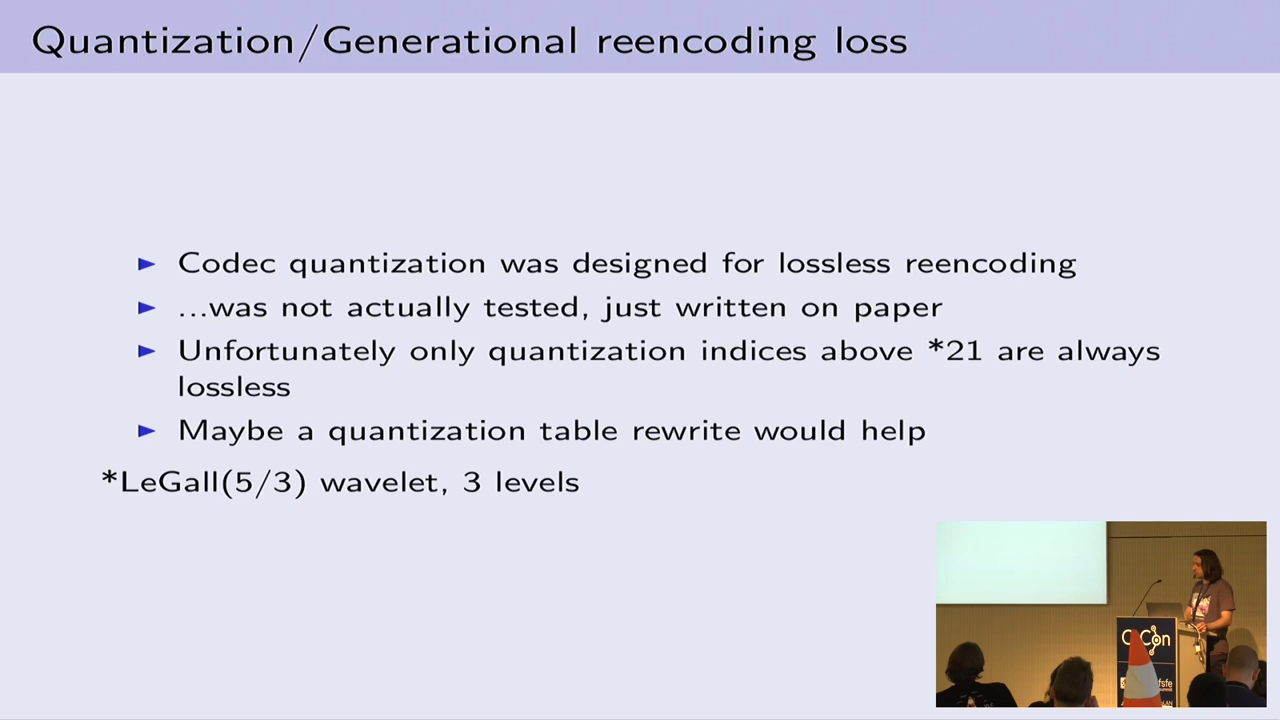 Quantization/Generational reencoding loss
Codec quantization was designed for lossless reencoding
...was not actually tested, just written on paper
Unfortunately only quantization indices above *21 are always
lossless
Maybe a quantization table rewrite would help
*LeGall(5/3) wavelet, 3 levels
Con
fsfe